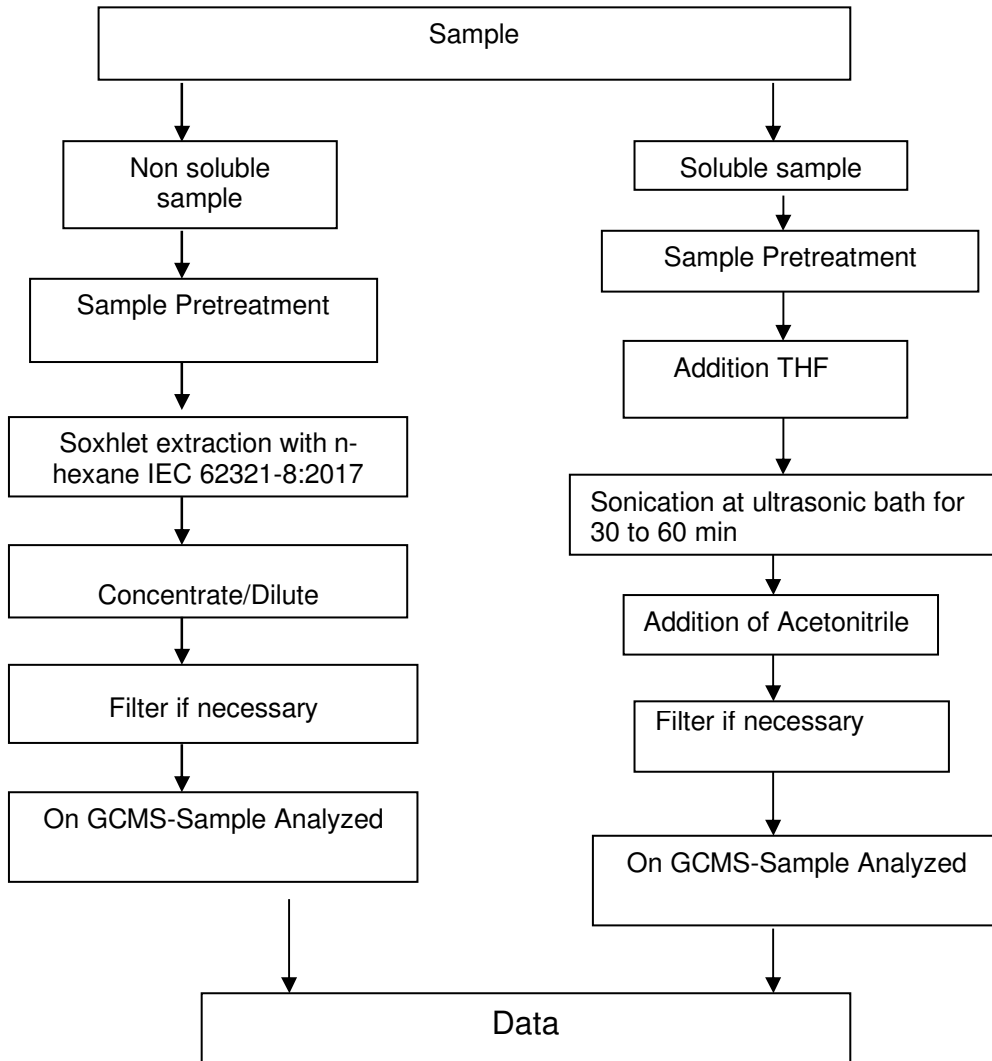 Sample
Non soluble
sample
Sample Pretreatment
Soxhlet extraction with n-
hexane IEC 62321-8:2017
Concentrate/Dilute
Filter if necessary
On GCMS-Sample Analyzed
Soluble sample
Sample Pretreatment
Addition THF
Sonication at ultrasonic bath for
30 to 60 min
Addition of Acetonitrile
Filter if necessary
On GCMS-Sample Analyzed
Data